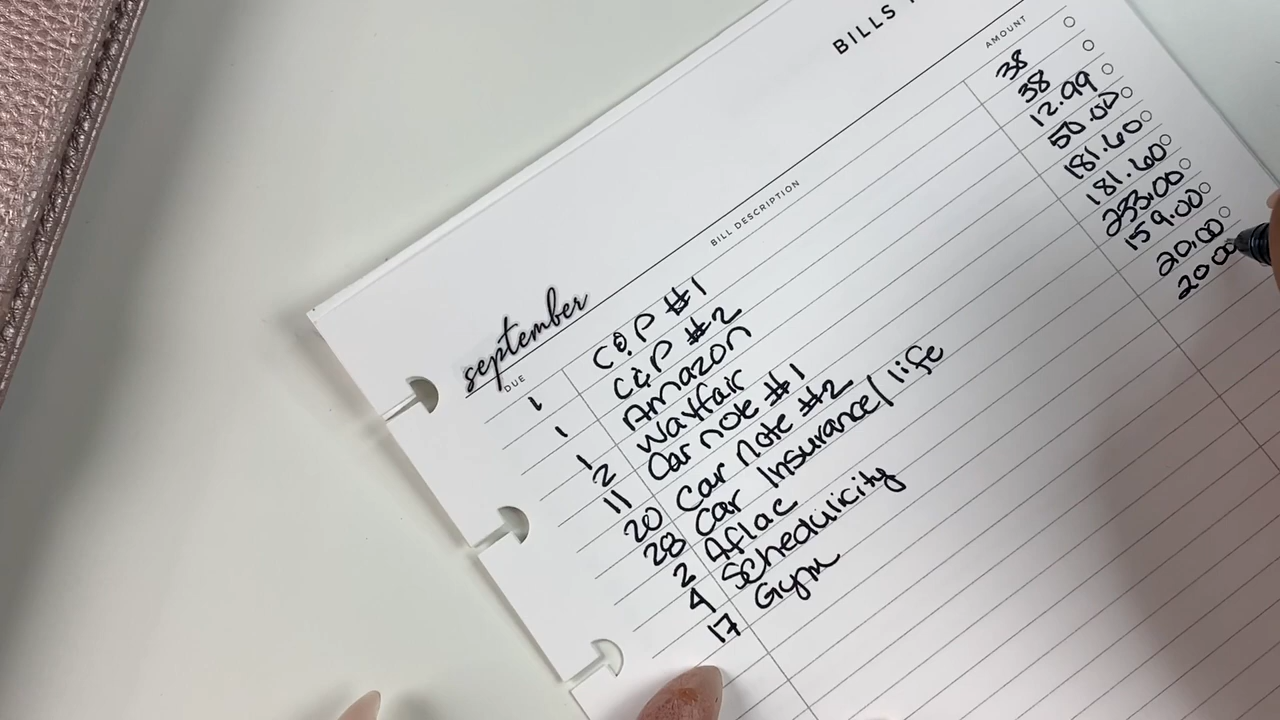 BILLS
september
DUE BILL DESCRIPTION AMOUNT
1 C&P #1 38
1 C&P #2 38
1 Amazon 12.99
2 Wayfair 50.00
11 Car note #1 181.60
20 Car note #2 181.60
28 Car Insurance/life
2 Aflac 159.00
4 Schedulicity 20.00
17 Gym 20.00